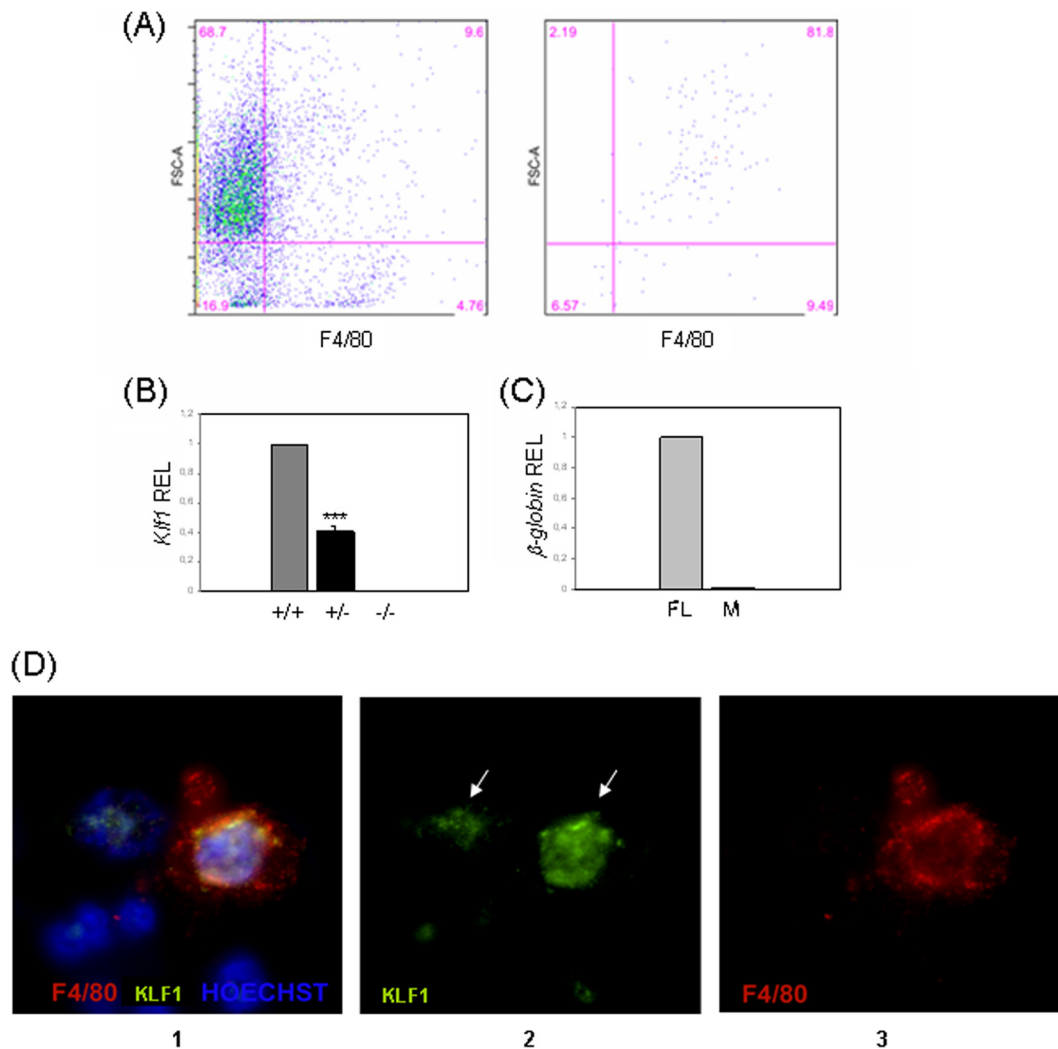 (A)
68.7 9.6
FSC-A
16.9 4.76
F4/80
2.19 81.8
FSC-A
6.57 9.49
F4/80
(B)
Klf1 REL
1,2
1
0,8
0,6
0,4
0,2
0
***
+/+ +/- -/-
(C)
β-globin REL
1,2
1
0,8
0,6
0,4
0,2
0
FL M
(D)
F4/80 KLF1 HOECHST
KLF1
F4/80
1 2 3